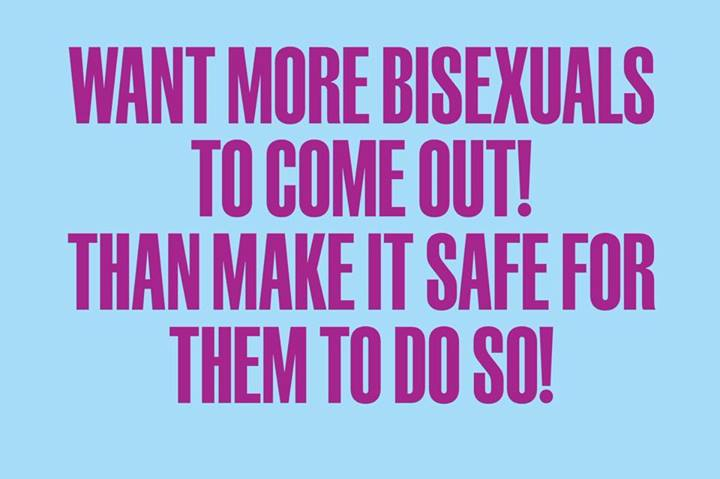 WANT MORE BISEXUALS
TO COME OUT!
THAN MAKE IT SAFE FOR
THEM TO DO SO!